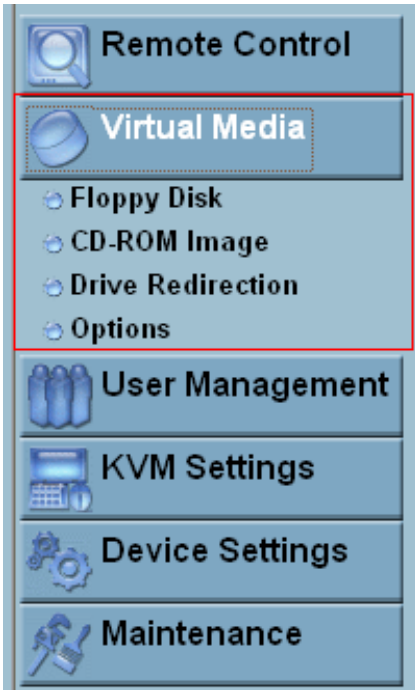 Remote Control
Virtual Media
Floppy Disk
CD-ROM Image
Drive Redirection
Options
User Management
KVM Settings
Device Settings
Maintenance